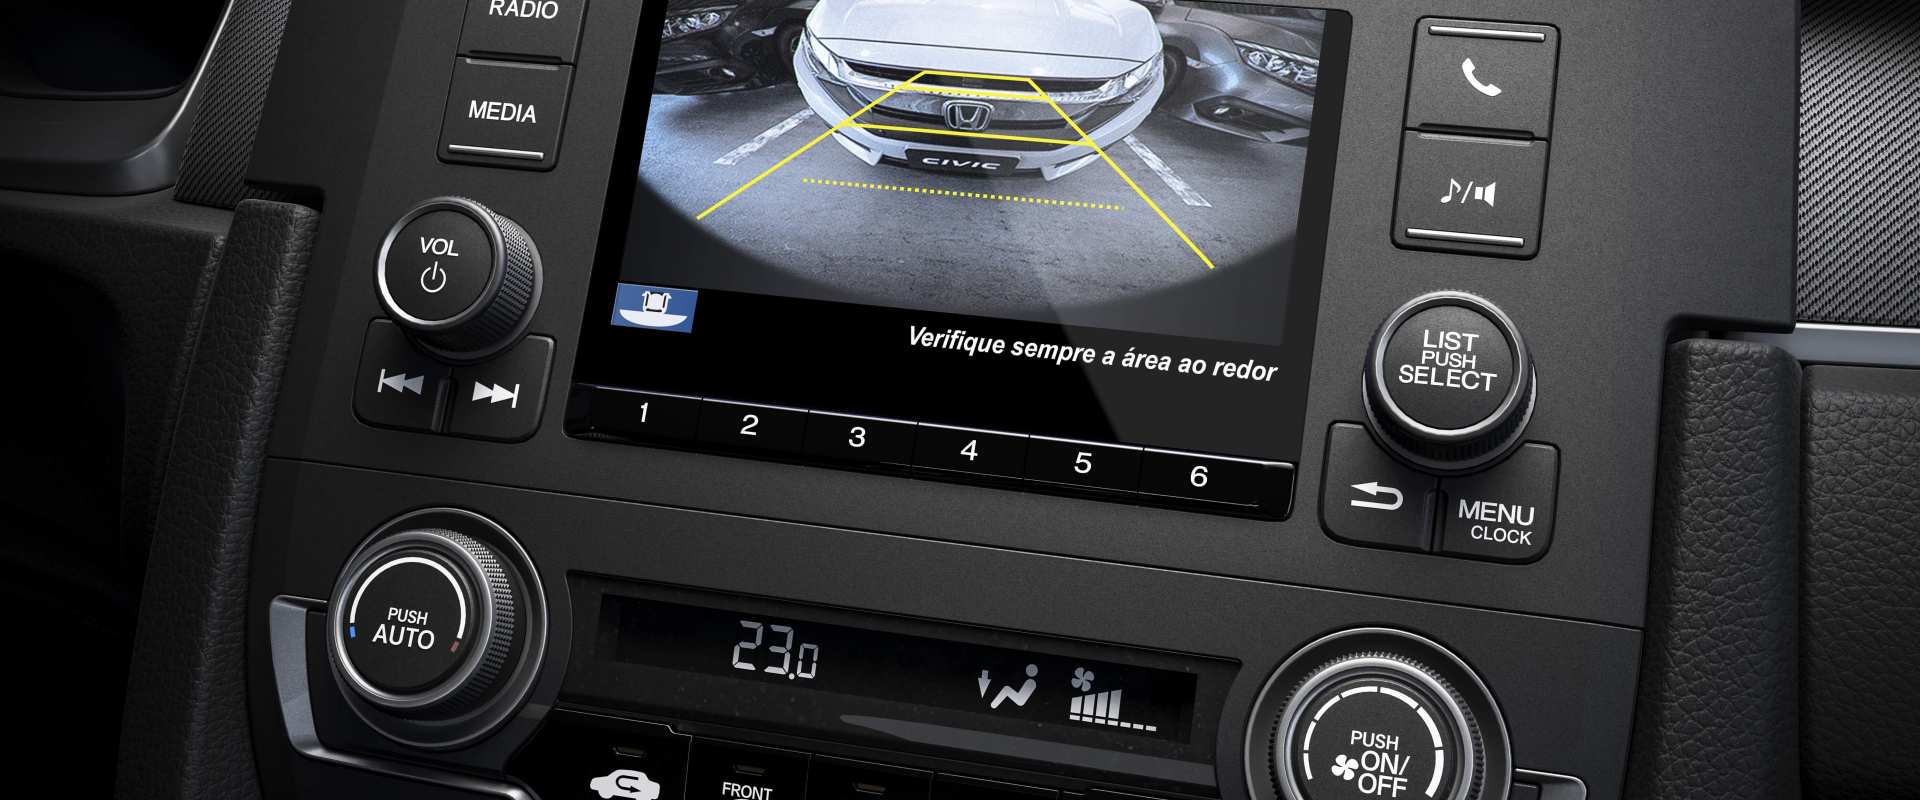 RADIO
MEDIA
VOL
CIVIC
Verifique sempre a área ao redor
1 2 3 4 5 6
LIST
PUSH
SELECT
MENU
CLOCK
PUSH
AUTO
23.0
PUSH
ON/
OFF
FRONT